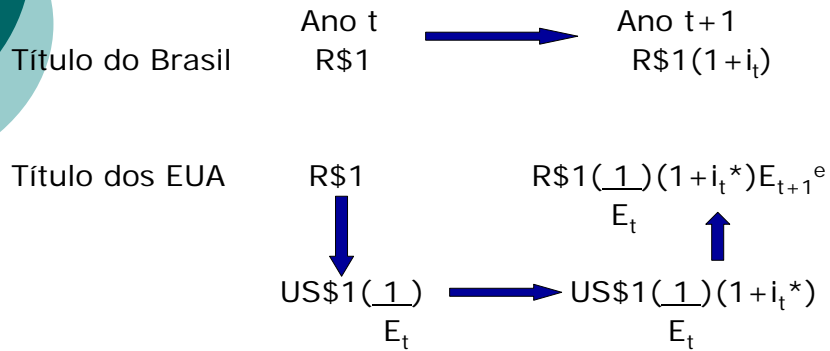 Ano t Ano t+1
Título do Brasil R$1 R$1(1+iₜ)
Título dos EUA R$1 R$1( 1 )(1+iₜ*)Eₜ₊₁ᵉ
Eₜ
US$1( 1 ) US$1( 1 )(1+iₜ*)
Eₜ Eₜ